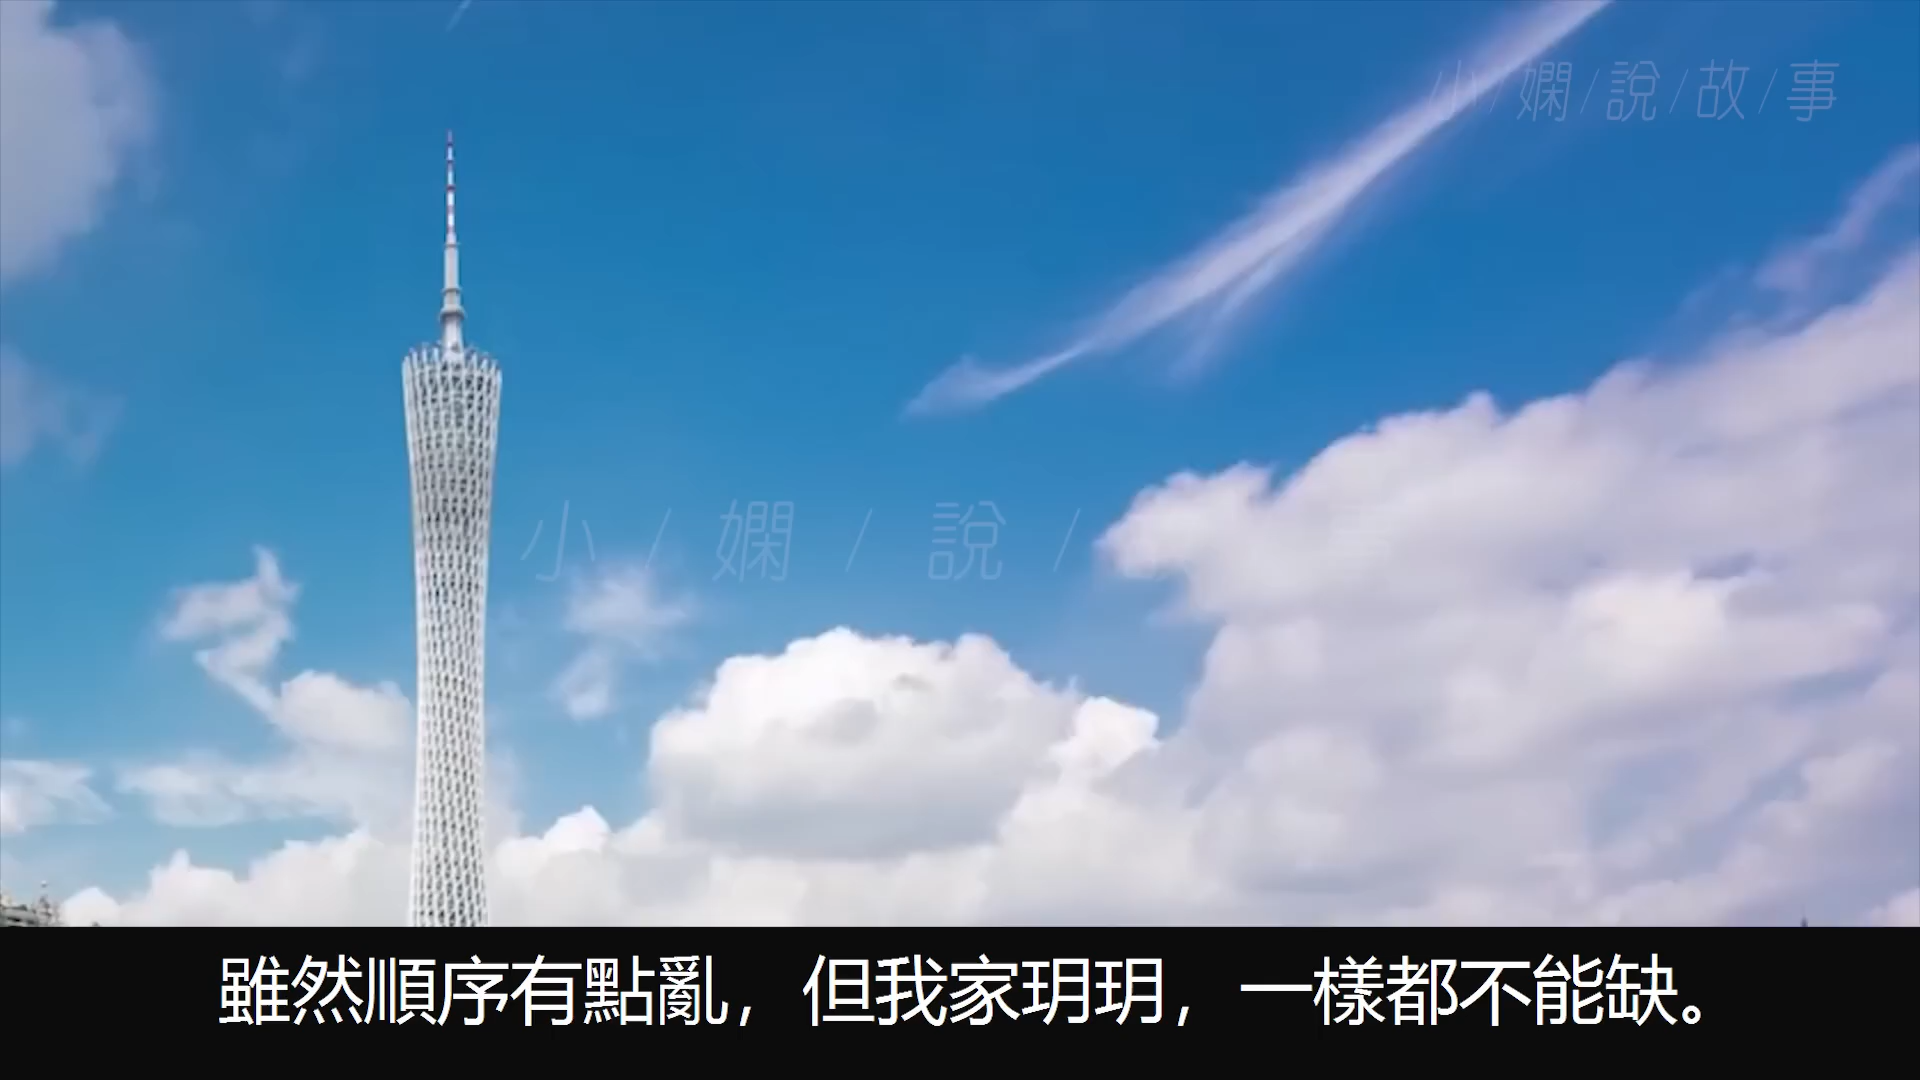 小/嫻/說/故/事
小/嫻/說/
雖然順序有點亂，但我家玥玥，一樣都不能缺。